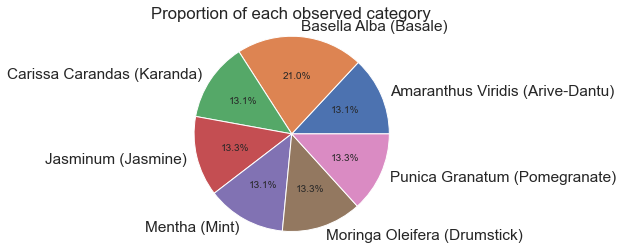 Proportion of each observed category
Basella Alba (Basale)
Carissa Carandas (Karanda)
Amaranthus Viridis (Arive-Dantu)
21.0%
13.1%
13.1%
13.3%
13.3%
13.1%
13.3%
Jasminum (Jasmine)
Punica Granatum (Pomegranate)
Mentha (Mint)
Moringa Oleifera (Drumstick)